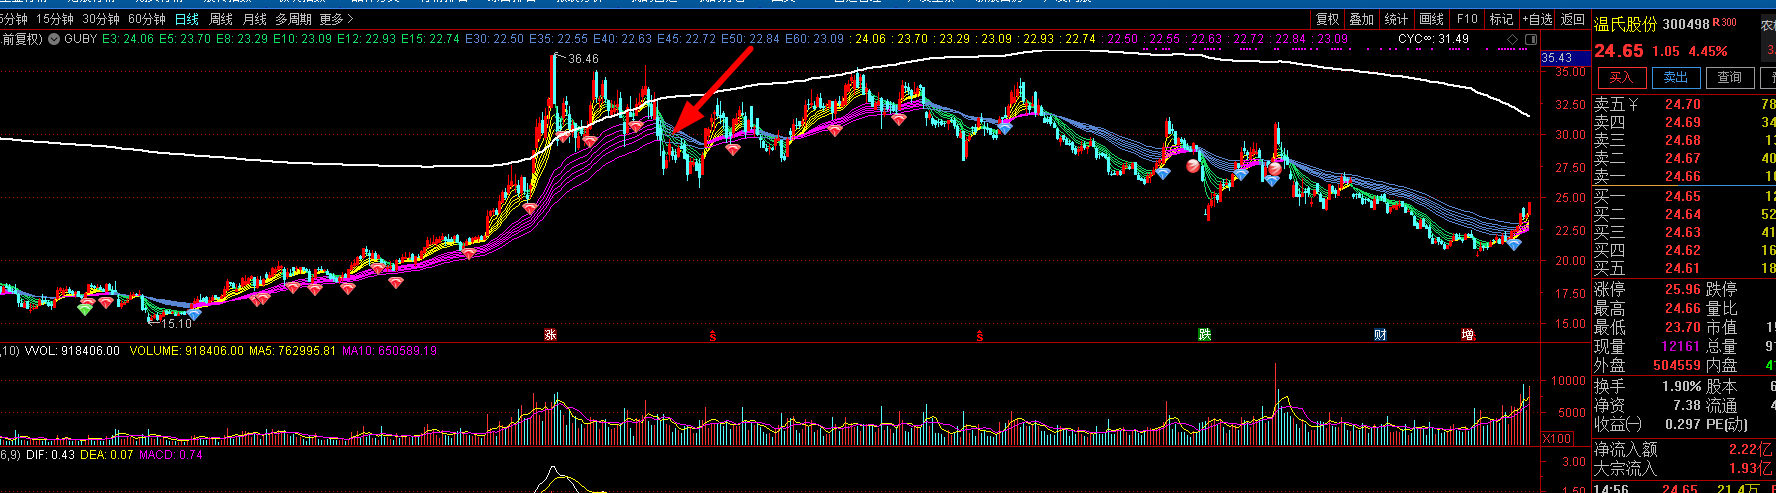 5分钟 15分钟 30分钟 60分钟 日线 周线 月线 多周期 更多
复权 叠加 统计 画线 F10 标记 +自选 返回
前复权) GUBY E3: 24.06 E5: 23.70 E8: 23.29 E10: 23.09 E12: 22.93 E15: 22.74 E30: 22.50 E35: 22.55 E40: 22.63 E45: 22.72 E50: 22.84 E60: 23.09 : 24.06 : 23.70 : 23.29 : 23.09 : 22.93 : 22.74 : 22.50 : 22.55 : 22.63 : 22.72 : 22.84 : 23.09 CYC∞: 31.49
36.46
15.10
35.43
35.00
32.50
30.00
27.50
25.00
22.50
20.00
17.50
15.00
涨 $ $ 跌 财 增
,10) VVOL: 918406.00 VOLUME: 918406.00 MA5: 762995.81 MA10: 650589.19
10000
5000
X100
6,9) DIF: 0.43 DEA: 0.07 MACD: 0.74
3.00
1.50
温氏股份 300498 R300
24.65 1.05 4.45%
买入 卖出 查询
卖五 ¥ 24.70
卖四 24.69
卖三 24.68
卖二 24.67
卖一 24.66
买一 24.65
买二 24.64
买三 24.63
买四 24.62
买五 24.61
涨停 25.96 跌停
最高 24.66 量比
最低 23.70 市值
现量 12161 总量
外盘 504559 内盘
换手 1.90% 股本
净资 7.38 流通
收益(一) 0.297 PE(动)
净流入额 2.22亿
大宗流入 1.93亿
14:56 24.65 21.4万